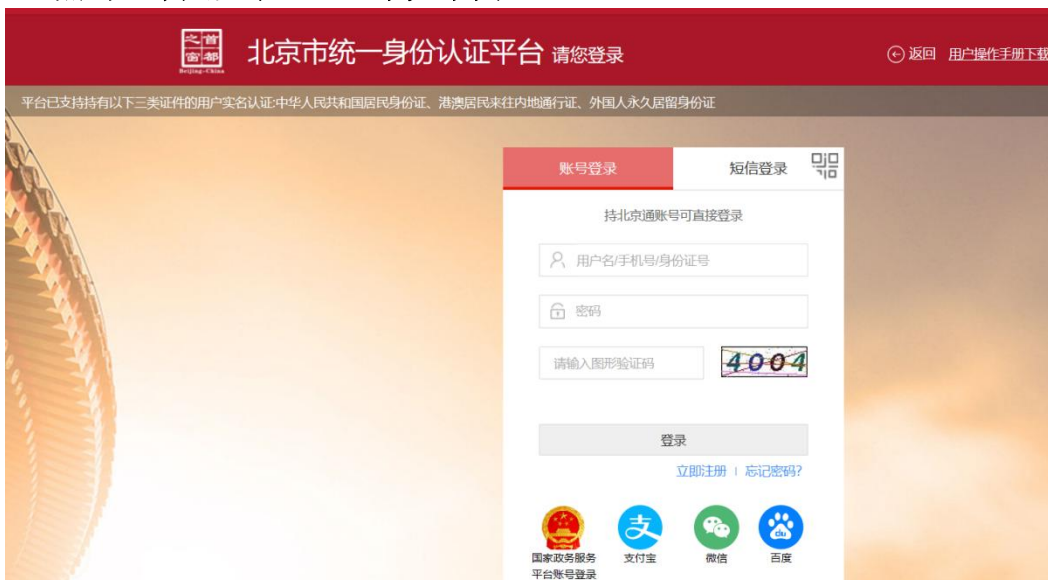 首都之窗
Beijing-China
北京市统一身份认证平台 请您登录
返回 用户操作手册下载
平台已支持持有以下三类证件的用户实名认证:中华人民共和国居民身份证、港澳居民来往内地通行证、外国人永久居留身份证
账号登录 短信登录
持北京通账号可直接登录
用户名/手机号/身份证号
密码
请输入图形验证码 4004
登录
立即注册 | 忘记密码?
支 du
国家政务服务平台账号登录 支付宝 微信 百度